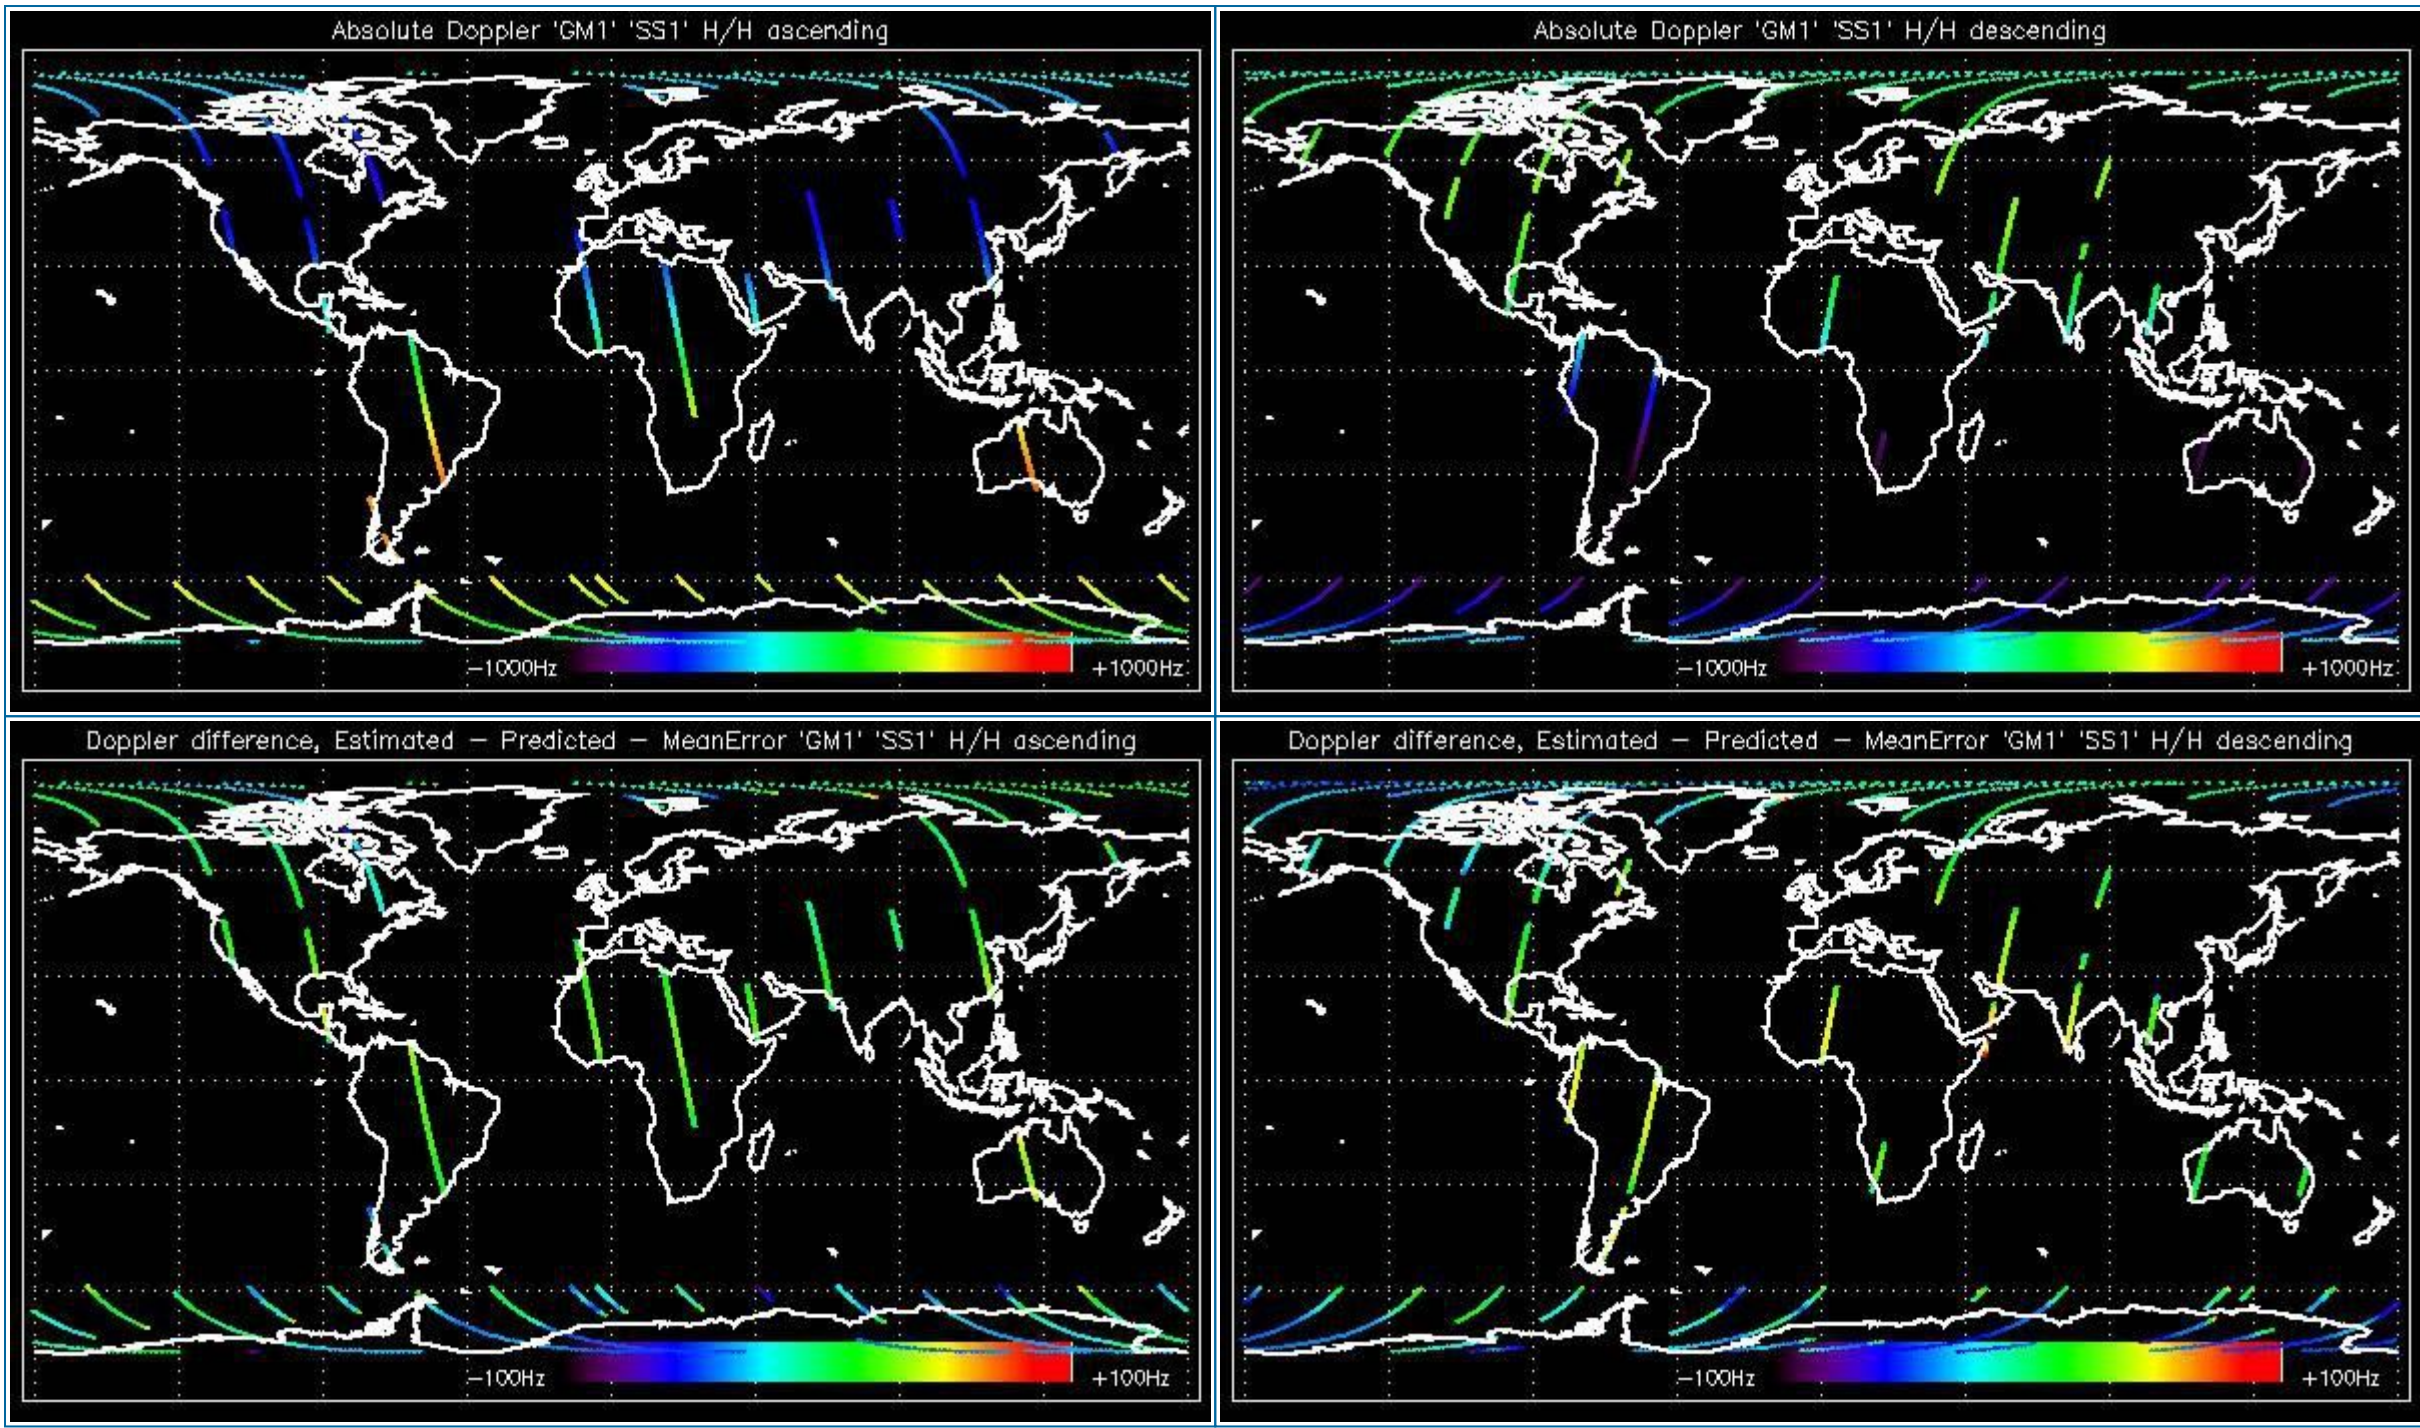 Absolute Doppler 'GM1' 'SS1' H/H ascending
−1000Hz
+1000Hz
Absolute Doppler 'GM1' 'SS1' H/H descending
−1000Hz
+1000Hz
Doppler difference, Estimated − Predicted − MeanError 'GM1' 'SS1' H/H ascending
−100Hz
+100Hz
Doppler difference, Estimated − Predicted − MeanError 'GM1' 'SS1' H/H descending
−100Hz
+100Hz